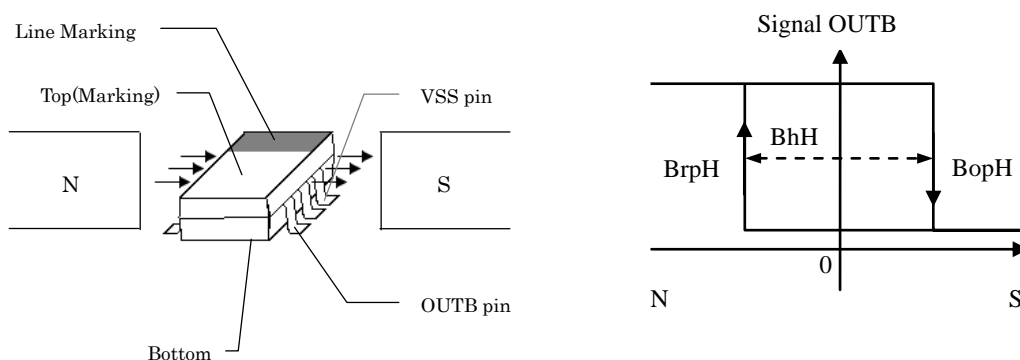 Line Marking
Top(Marking)
VSS pin
N
S
OUTB pin
Bottom
Signal OUTB
BhH
BrpH
BopH
0
N
S